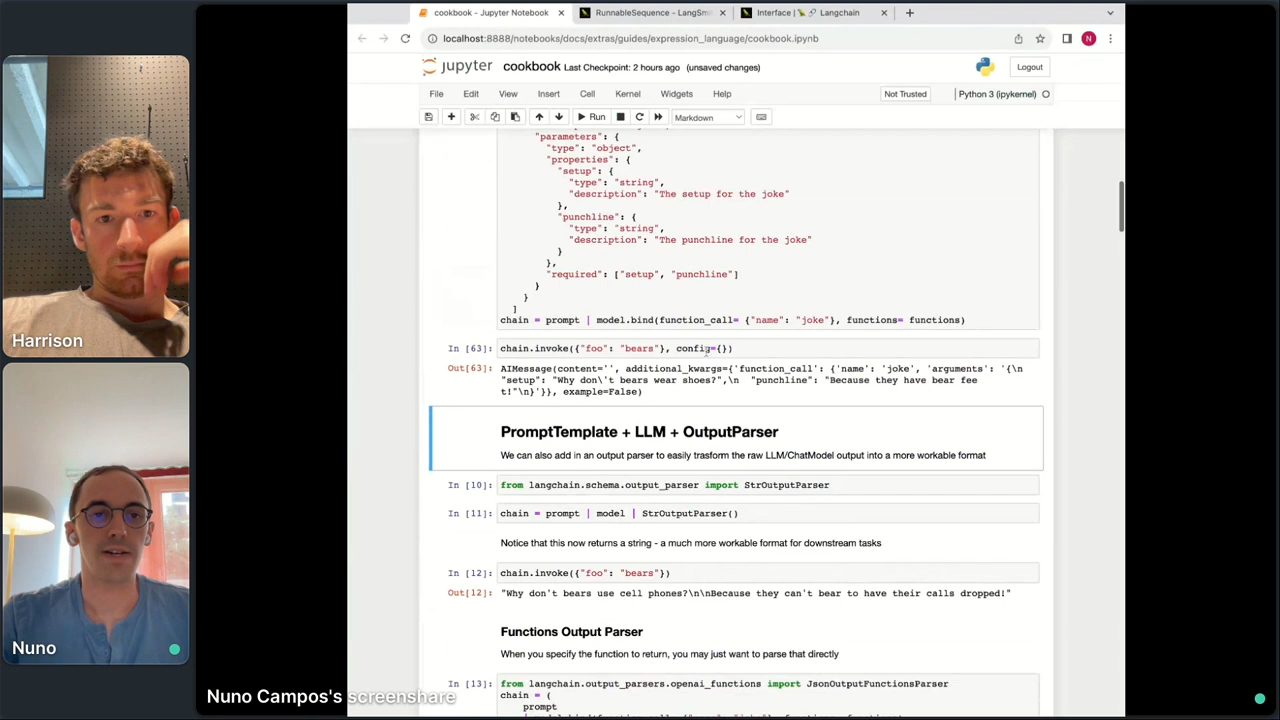 cookbook - Jupyter Notebook
RunnableSequence - LangSmi
Interface | 🦜🔗 Langchain
localhost:8888/notebooks/docs/extras/guides/expression_language/cookbook.ipynb
N
jupyter cookbook Last Checkpoint: 2 hours ago (unsaved changes)
Logout
File Edit View Insert Cell Kernel Widgets Help
Not Trusted
Python 3 (ipykernel)
Run
Markdown
"parameters": {
"type": "object",
"properties": {
"setup": {
"type": "string",
"description": "The setup for the joke"
},
"punchline": {
"type": "string",
"description": "The punchline for the joke"
}
},
"required": ["setup", "punchline"]
}
}
]
chain = prompt | model.bind(function_call= {"name": "joke"}, functions= functions)
In [63]: chain.invoke({"foo": "bears"}, config={})
Out[63]: AIMessage(content='', additional_kwargs={'function_call': {'name': 'joke', 'arguments': '{\n
"setup": "Why don\'t bears wear shoes?",\n  "punchline": "Because they have bear fee
t!"\n}'}}, example=False)
PromptTemplate + LLM + OutputParser
We can also add in an output parser to easily trasform the raw LLM/ChatModel output into a more workable format
In [10]: from langchain.schema.output_parser import StrOutputParser
In [11]: chain = prompt | model | StrOutputParser()
Notice that this now returns a string - a much more workable format for downstream tasks
In [12]: chain.invoke({"foo": "bears"})
Out[12]: "Why don't bears use cell phones?\n\nBecause they can't bear to have their calls dropped!"
Functions Output Parser
When you specify the function to return, you may just want to parse that directly
In [13]: from langchain.output_parsers.openai_functions import JsonOutputFunctionsParser
chain = (
prompt
Harrison
Nuno
Nuno Campos's screenshare